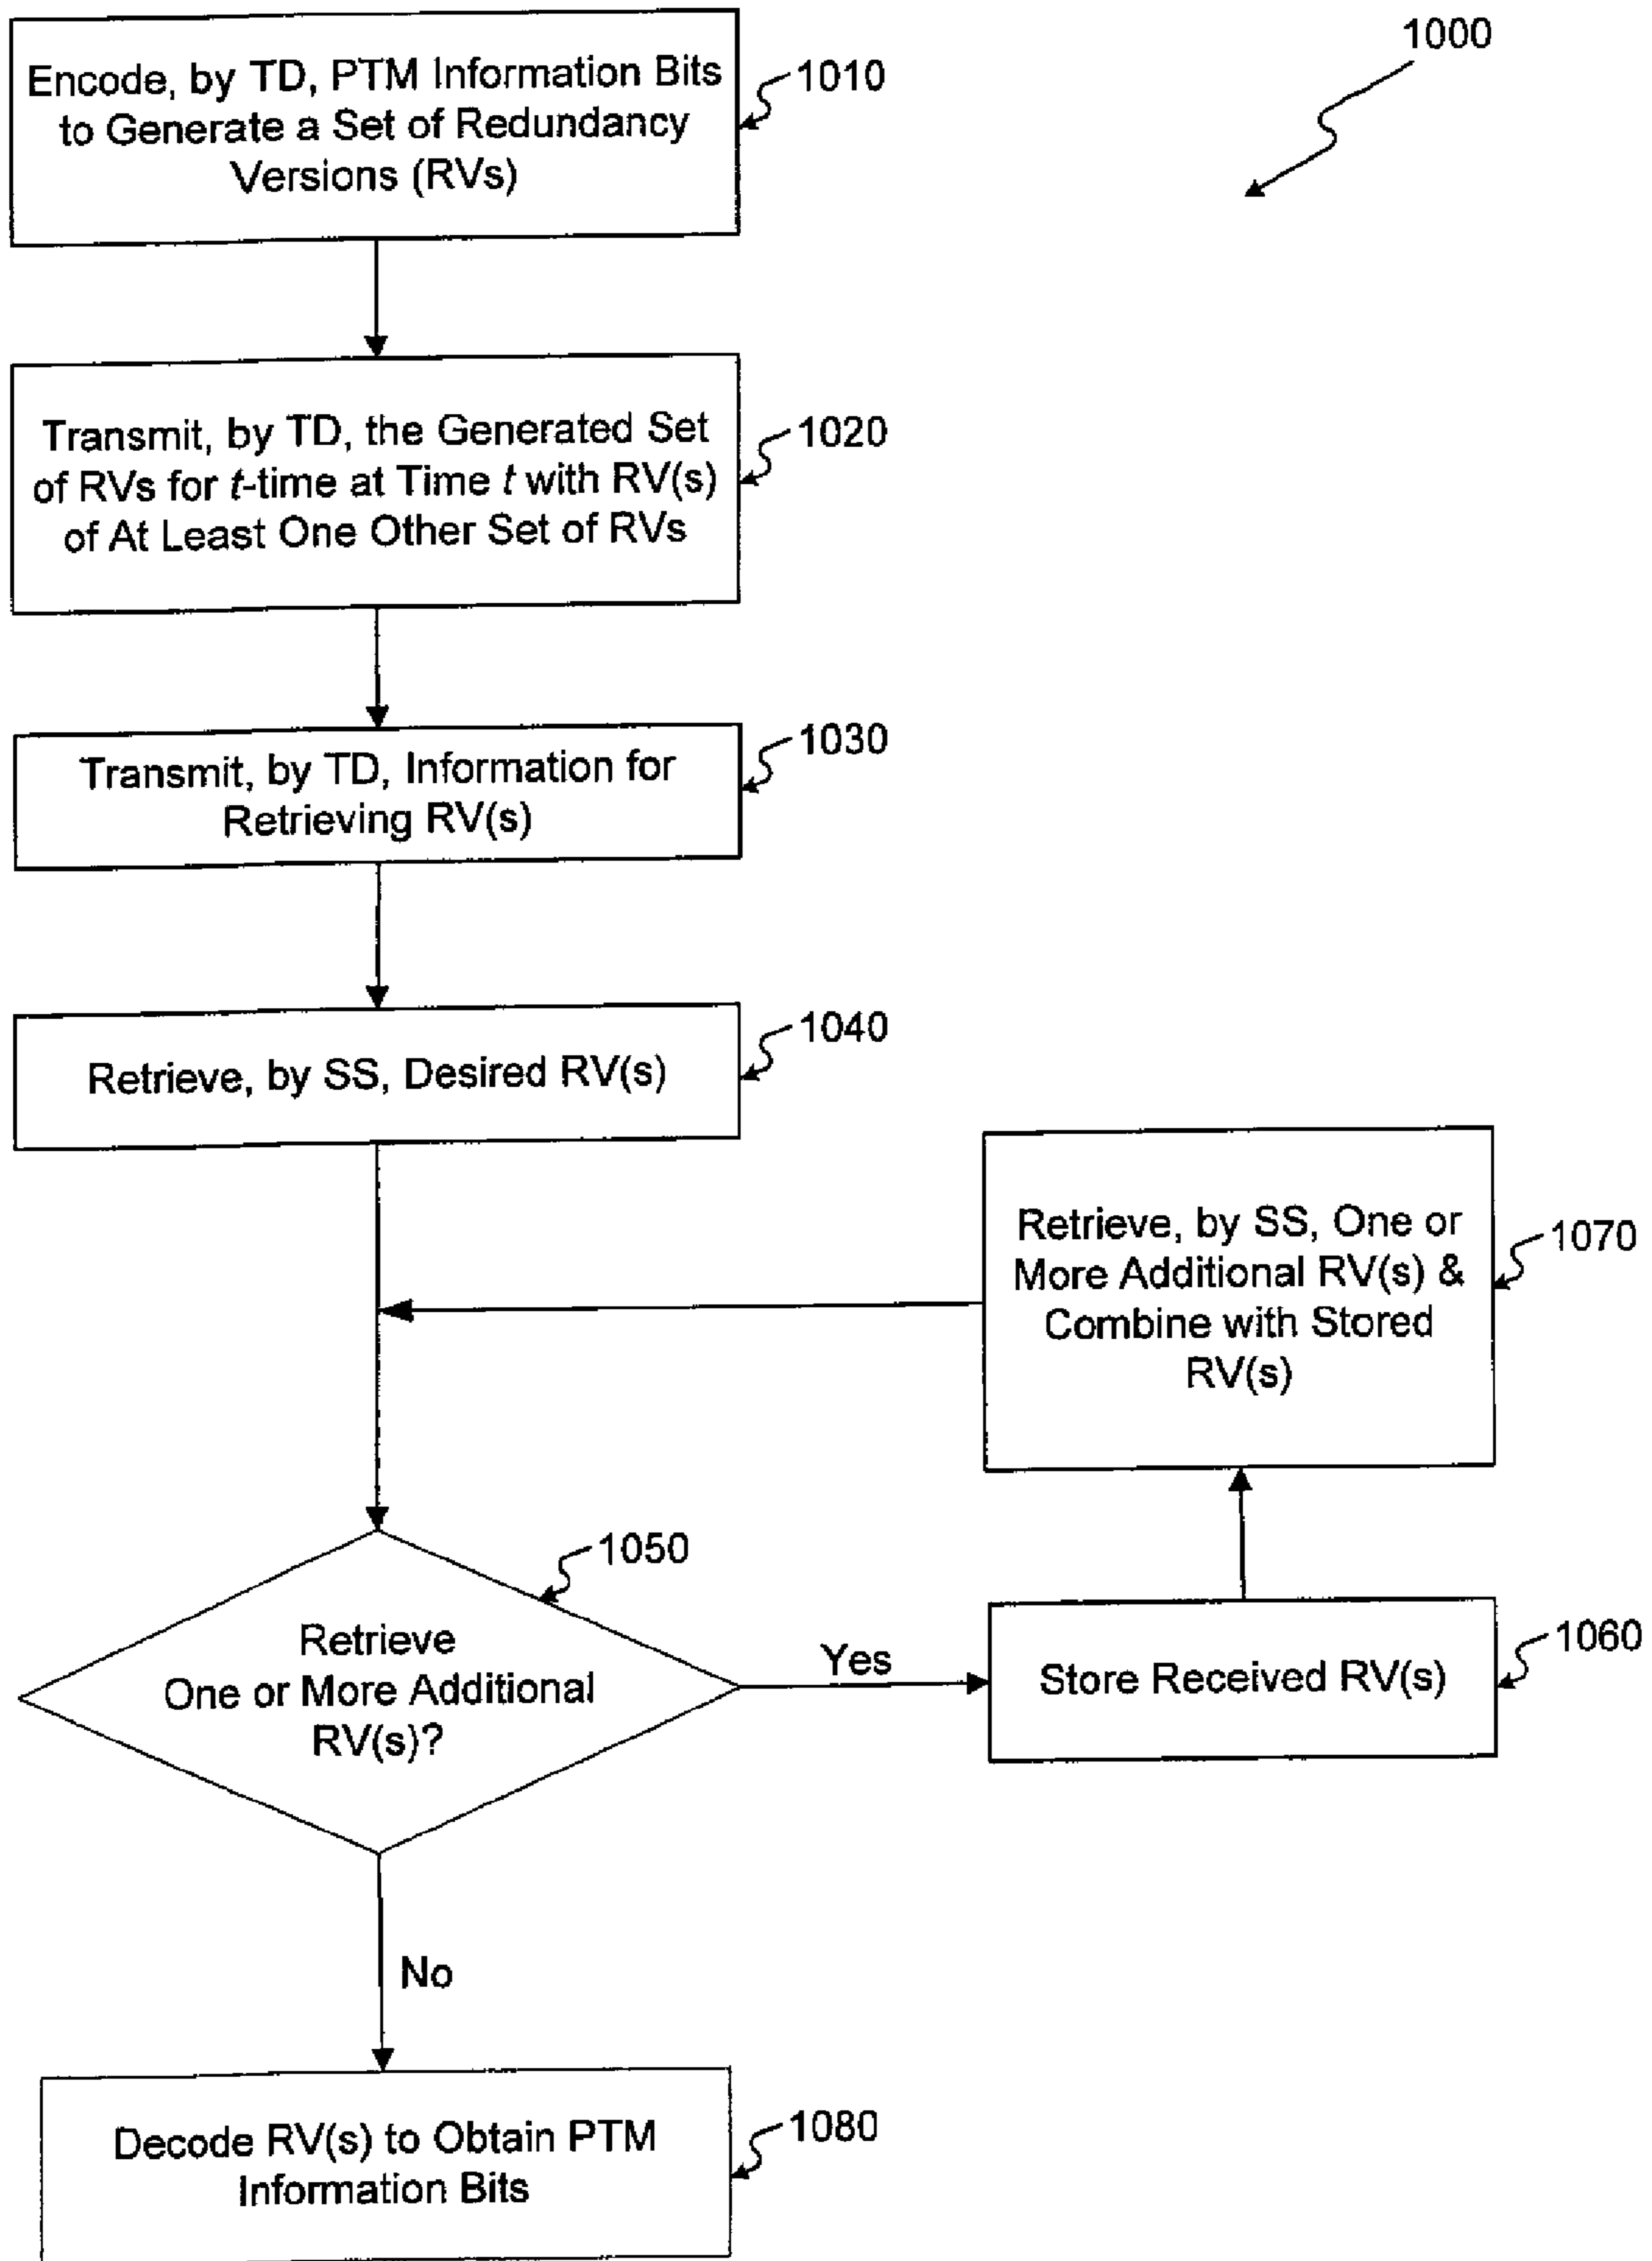 1000
Encode, by TD, PTM Information Bits
to Generate a Set of Redundancy
Versions (RVs)
1010
Transmit, by TD, the Generated Set
of RVs for t-time at Time t with RV(s)
of At Least One Other Set of RVs
1020
Transmit, by TD, Information for
Retrieving RV(s)
1030
Retrieve, by SS, Desired RV(s)
1040
Retrieve, by SS, One or
More Additional RV(s) &
Combine with Stored
RV(s)
1070
Retrieve
One or More Additional
RV(s)?
1050
Yes
Store Received RV(s)
1060
No
Decode RV(s) to Obtain PTM
Information Bits
1080